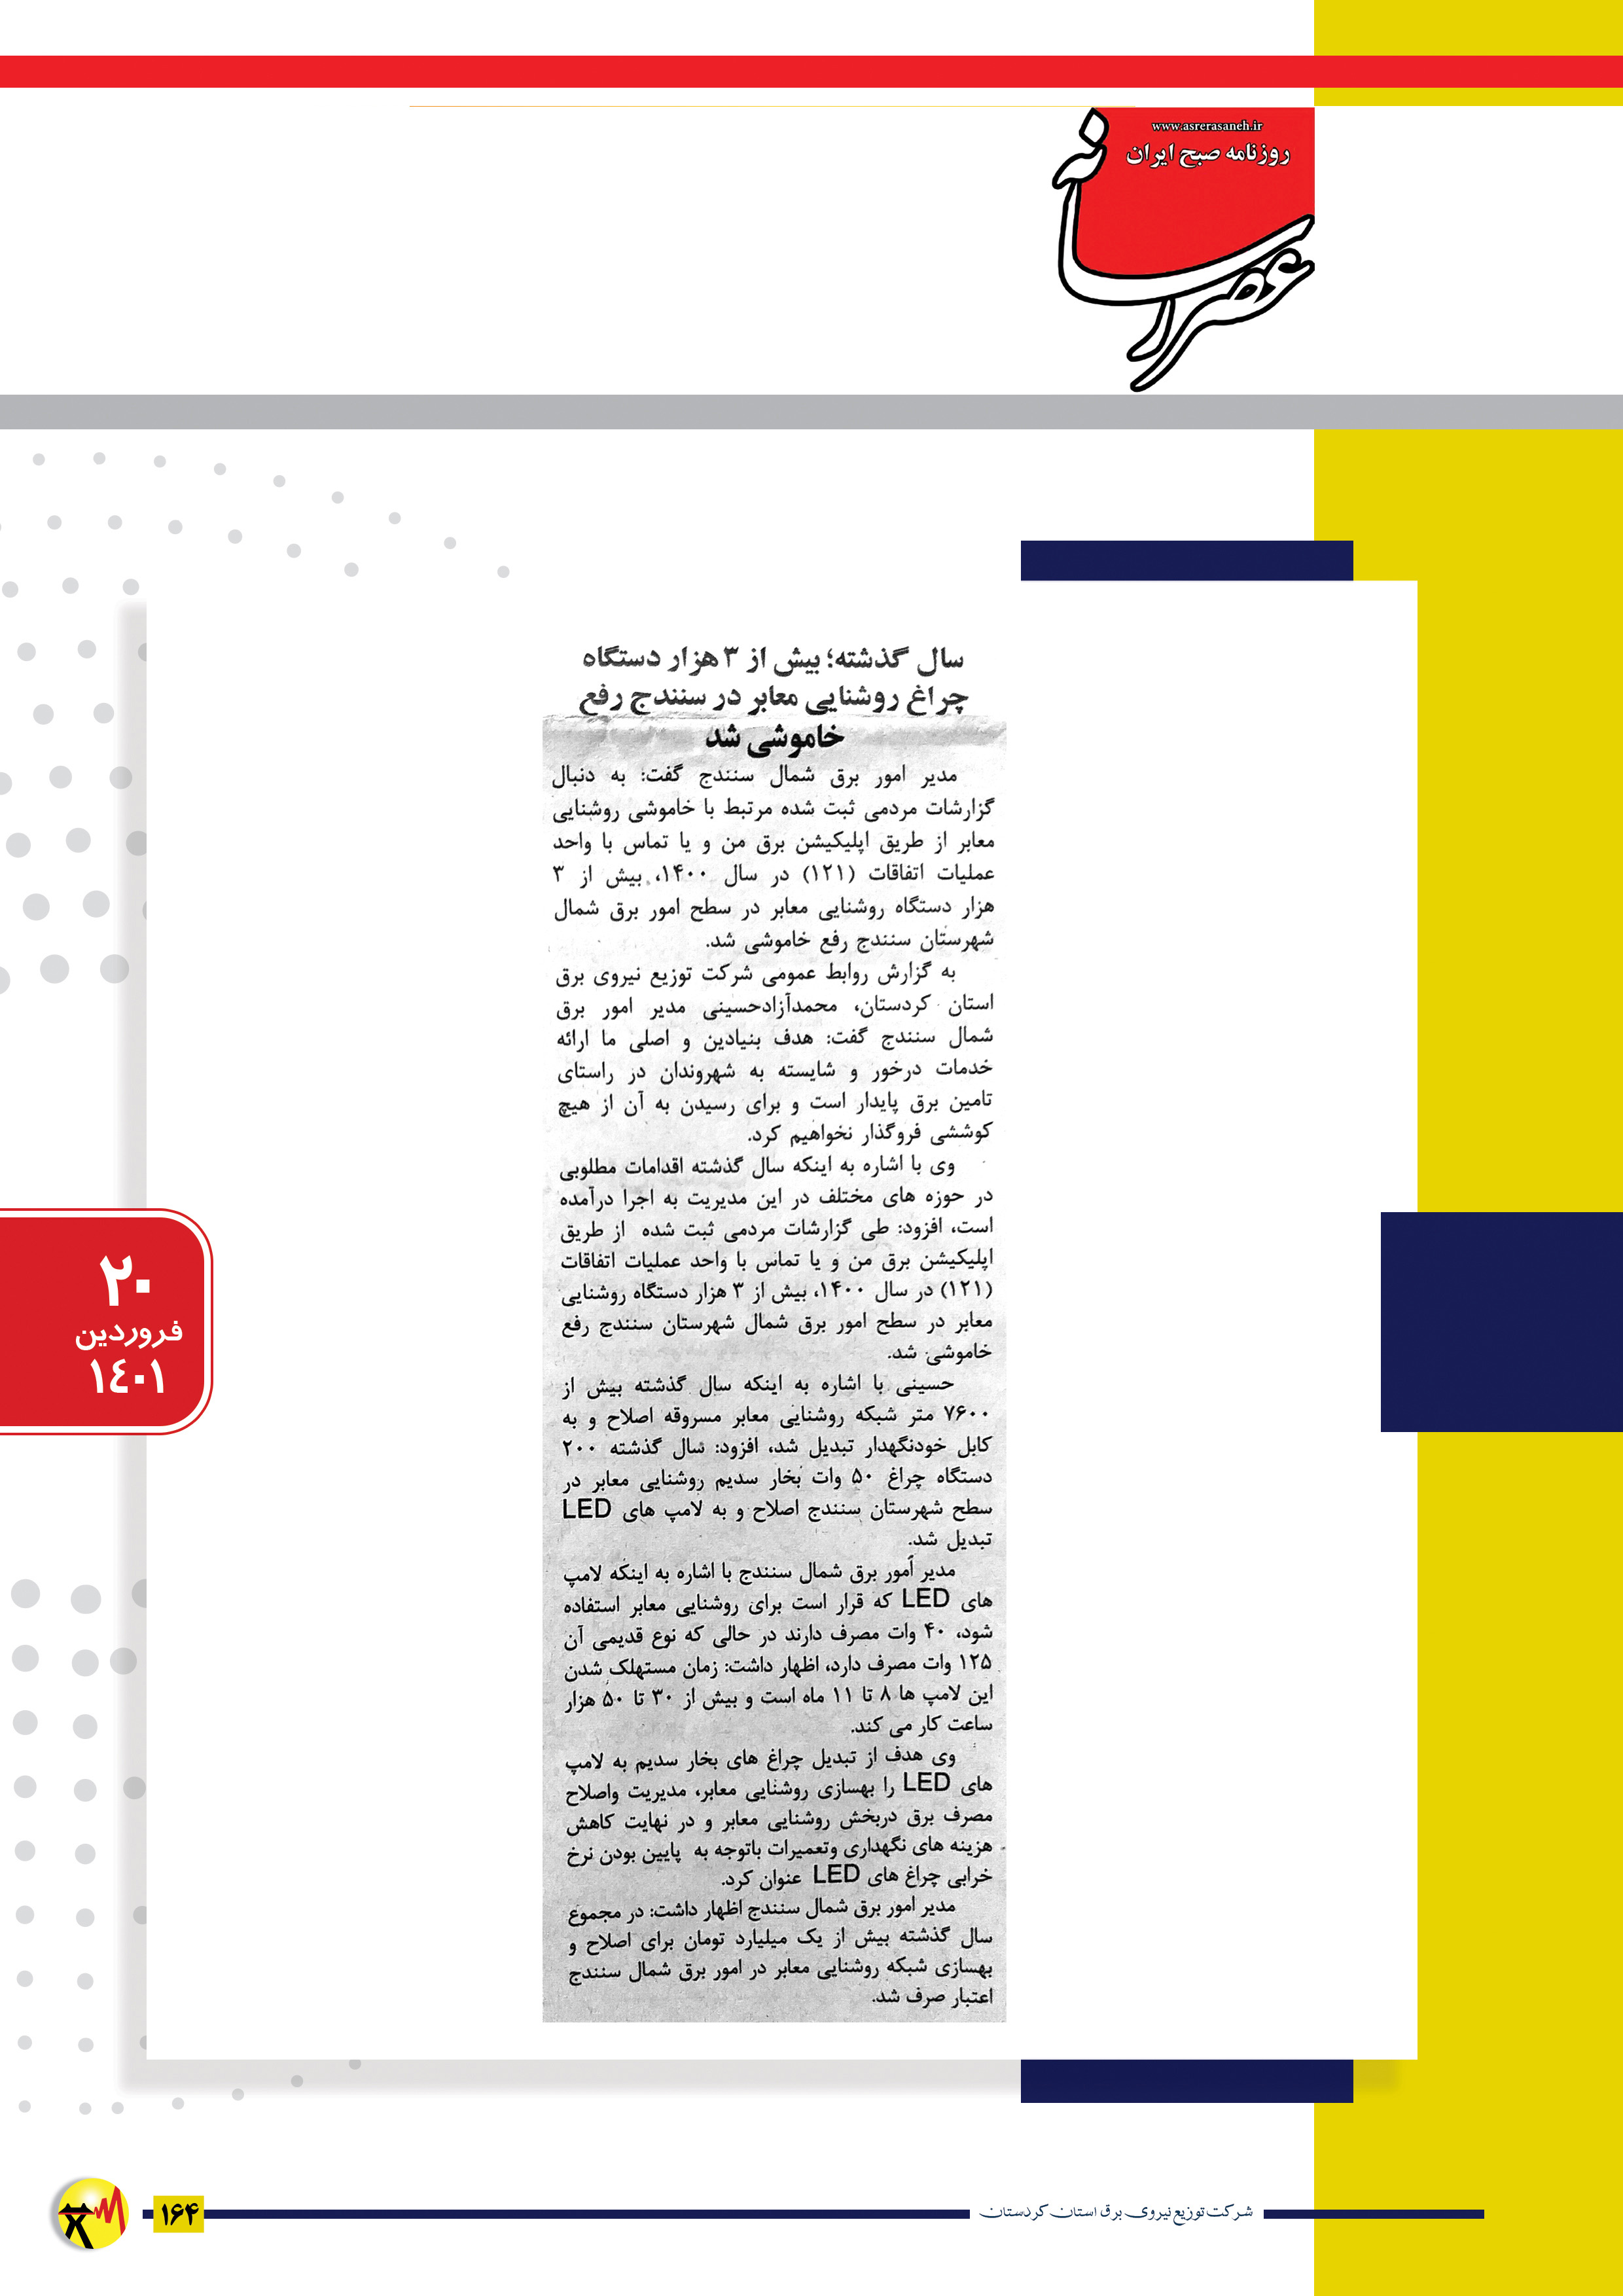 www.asrerasaneh.ir
روزنامه صبح ایران
عصر رسانه
سال گذشته؛ بیش از ۳ هزار دستگاه
چراغ روشنایی معابر در سنندج رفع
خاموشی شد
مدیر امور برق شمال سنندج گفت: به دنبال
گزارشات مردمی ثبت شده مرتبط با خاموشی روشنایی
معابر از طریق اپلیکیشن برق من و یا تماس با واحد
عملیات اتفاقات (۱۲۱) در سال ۱۴۰۰، بیش از ۳
هزار دستگاه روشنایی معابر در سطح امور برق شمال
شهرستان سنندج رفع خاموشی شد.
به گزارش روابط عمومی شرکت توزیع نیروی برق
استان کردستان، محمدآزادحسینی مدیر امور برق
شمال سنندج گفت: هدف بنیادین و اصلی ما ارائه
خدمات درخور و شایسته به شهروندان در راستای
تامین برق پایدار است و برای رسیدن به آن از هیچ
کوششی فروگذار نخواهیم کرد.
وی با اشاره به اینکه سال گذشته اقدامات مطلوبی
در حوزه های مختلف در این مدیریت به اجرا درآمده
است، افزود: طی گزارشات مردمی ثبت شده از طریق
اپلیکیشن برق من و یا تماس با واحد عملیات اتفاقات
(۱۲۱) در سال ۱۴۰۰، بیش از ۳ هزار دستگاه روشنایی
معابر در سطح امور برق شمال شهرستان سنندج رفع
خاموشی شد.
حسینی با اشاره به اینکه سال گذشته بیش از
۷۶۰۰ متر شبکه روشنایی معابر مسروقه اصلاح و به
کابل خودنگهدار تبدیل شد، افزود: سال گذشته ۲۰۰
دستگاه چراغ ۵۰ وات بخار سدیم روشنایی معابر در
سطح شهرستان سنندج اصلاح و به لامپ های LED
تبدیل شد.
مدیر امور برق شمال سنندج با اشاره به اینکه لامپ
های LED که قرار است برای روشنایی معابر استفاده
شود، ۴۰ وات مصرف دارند در حالی که نوع قدیمی آن
۱۲۵ وات مصرف دارد، اظهار داشت: زمان مستهلک شدن
این لامپ ها ۸ تا ۱۱ ماه است و بیش از ۳۰ تا ۵۰ هزار
ساعت کار می کند.
وی هدف از تبدیل چراغ های بخار سدیم به لامپ
های LED را بهسازی روشنایی معابر، مدیریت واصلاح
مصرف برق دربخش روشنایی معابر و در نهایت کاهش
هزینه های نگهداری وتعمیرات باتوجه به پایین بودن نرخ
خرابی چراغ های LED عنوان کرد.
مدیر امور برق شمال سنندج اظهار داشت: در مجموع
سال گذشته بیش از یک میلیارد تومان برای اصلاح و
بهسازی شبکه روشنایی معابر در امور برق شمال سنندج
اعتبار صرف شد.
۲۰
فروردین
۱٤۰۱
شرکت توزیع نیروی برق استان کردستان
۱۶۴